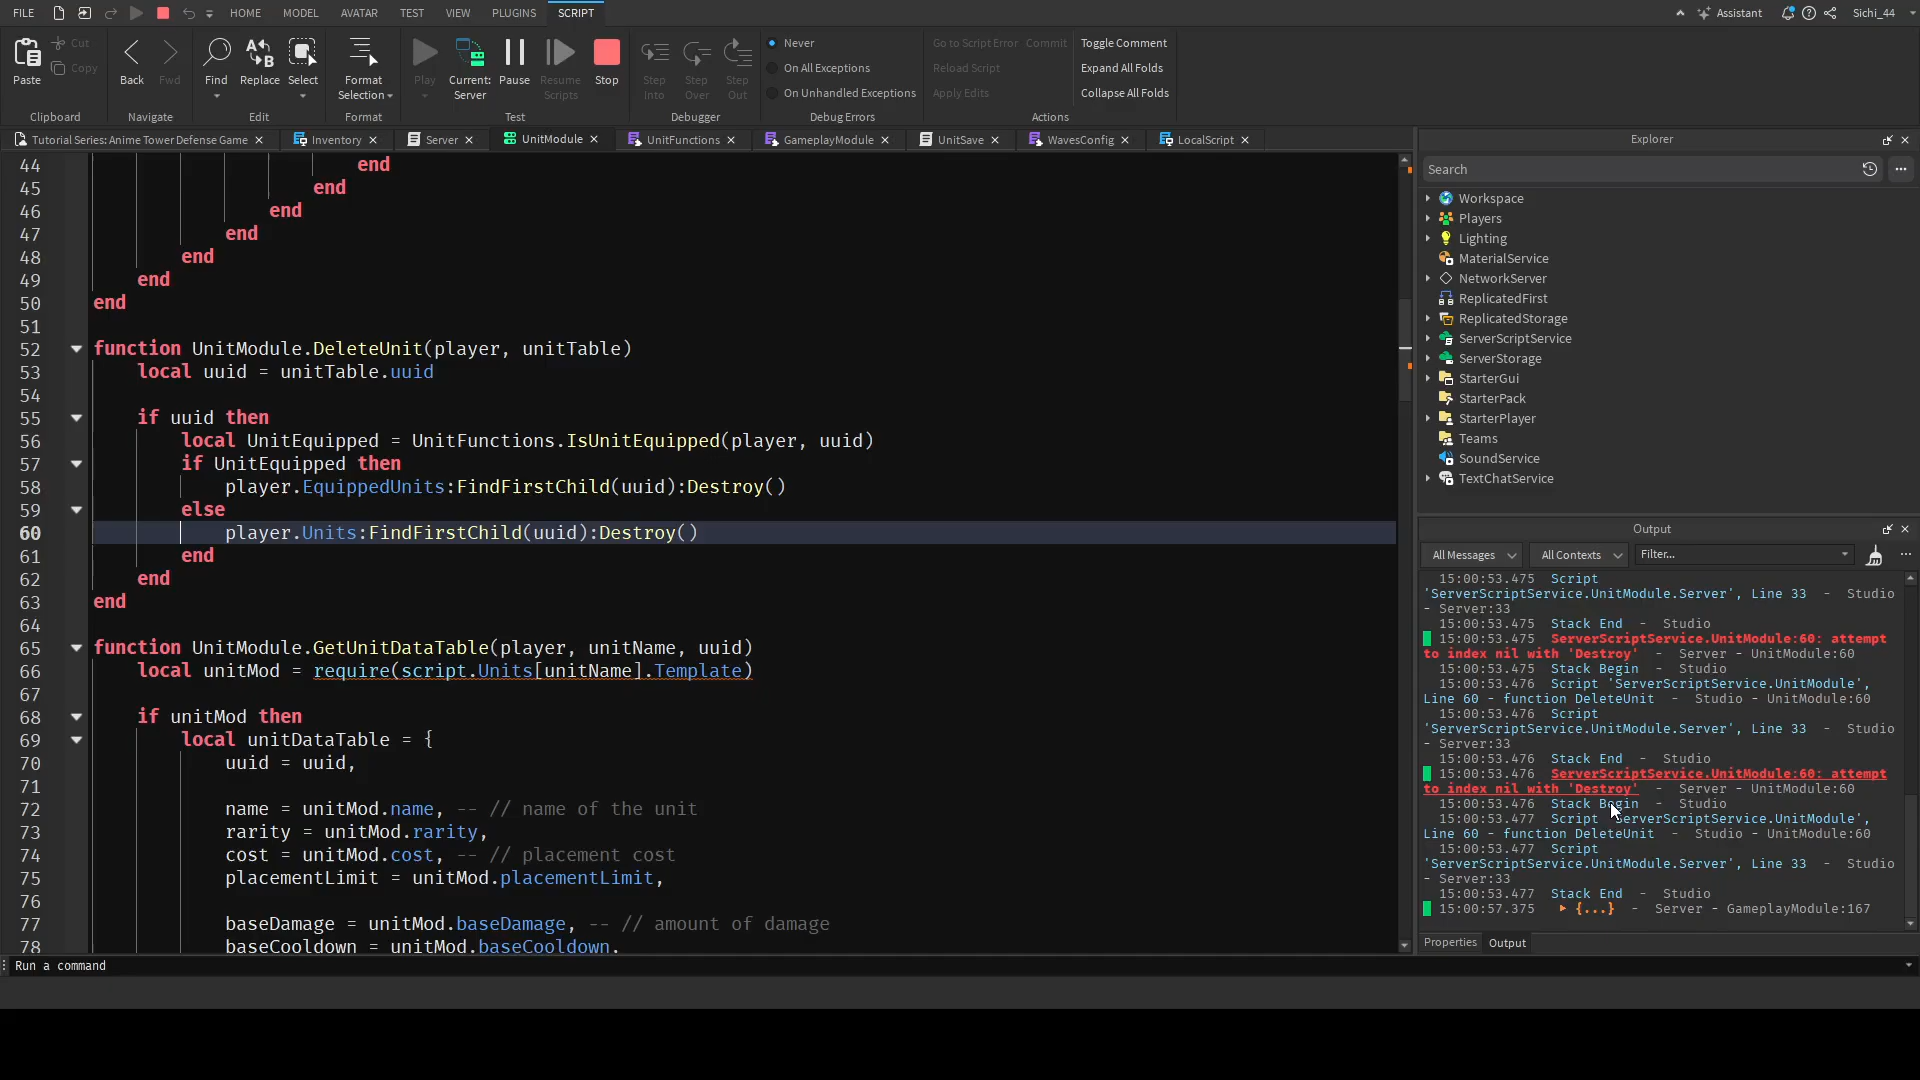 FILE HOME MODEL AVATAR TEST VIEW PLUGINS SCRIPT Assistant Sichi_44
Paste Cut Copy
Back Fwd
Find Replace Select
Format Selection
Play Current: Server Pause Resume Scripts Stop
Step Into Step Over Step Out
Never
On All Exceptions
On Unhandled Exceptions
Go to Script Error Commit
Reload Script
Apply Edits
Toggle Comment
Expand All Folds
Collapse All Folds
Clipboard Navigate Edit Format Test Debugger Debug Errors Actions
Tutorial Series: Anime Tower Defense Game Inventory Server UnitModule UnitFunctions GameplayModule UnitSave WavesConfig LocalScript
44 end
45 end
46 end
47 end
48 end
49 end
50 end
51
52 function UnitModule.DeleteUnit(player, unitTable)
53 local uuid = unitTable.uuid
54
55 if uuid then
56 local UnitEquipped = UnitFunctions.IsUnitEquipped(player, uuid)
57 if UnitEquipped then
58 player.EquippedUnits:FindFirstChild(uuid):Destroy()
59 else
60 player.Units:FindFirstChild(uuid):Destroy()
61 end
62 end
63 end
64
65 function UnitModule.GetUnitDataTable(player, unitName, uuid)
66 local unitMod = require(script.Units[unitName].Template)
67
68 if unitMod then
69 local unitDataTable = {
70 uuid = uuid,
71
72 name = unitMod.name, -- // name of the unit
73 rarity = unitMod.rarity,
74 cost = unitMod.cost, -- // placement cost
75 placementLimit = unitMod.placementLimit,
76
77 baseDamage = unitMod.baseDamage, -- // amount of damage
78 baseCooldown = unitMod.baseCooldown,
Run a command
Explorer
Search
Workspace
Players
Lighting
MaterialService
NetworkServer
ReplicatedFirst
ReplicatedStorage
ServerScriptService
ServerStorage
StarterGui
StarterPack
StarterPlayer
Teams
SoundService
TextChatService
Output
All Messages All Contexts Filter...
15:00:53.475 Script
'ServerScriptService.UnitModule.Server', Line 33 - Studio
- Server:33
15:00:53.475 Stack End - Studio
15:00:53.475 ServerScriptService.UnitModule:60: attempt
to index nil with 'Destroy' - Server - UnitModule:60
15:00:53.476 Stack Begin - Studio
15:00:53.476 Script 'ServerScriptService.UnitModule',
Line 60 - function DeleteUnit - Studio - UnitModule:60
15:00:53.476 Script
'ServerScriptService.UnitModule.Server', Line 33 - Studio
- Server:33
15:00:53.476 Stack End - Studio
15:00:53.476 ServerScriptService.UnitModule:60: attempt
to index nil with 'Destroy' - Server - UnitModule:60
15:00:53.476 Stack Begin - Studio
15:00:53.477 Script 'ServerScriptService.UnitModule',
Line 60 - function DeleteUnit - Studio - UnitModule:60
15:00:53.477 Script
'ServerScriptService.UnitModule.Server', Line 33 - Studio
- Server:33
15:00:53.477 Stack End - Studio
15:00:57.375 {...} - Server - GameplayModule:167
Properties Output